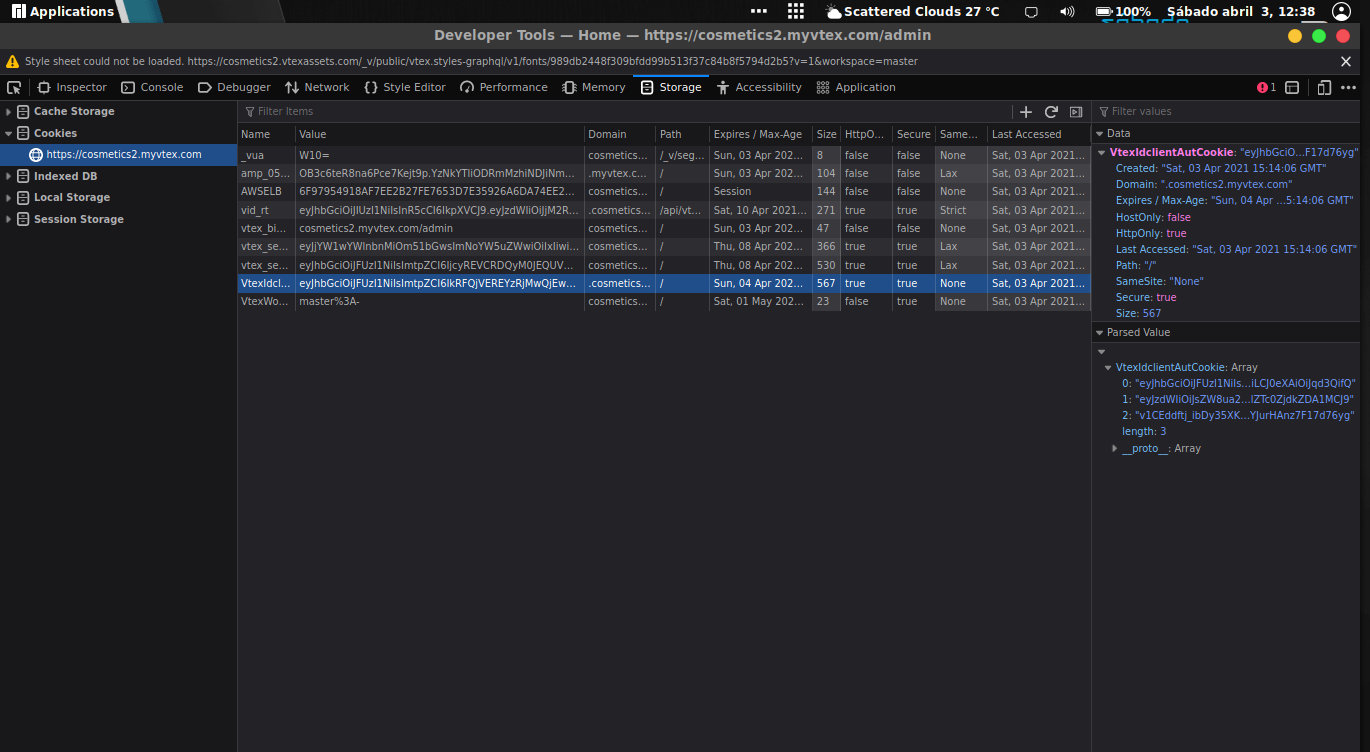 Applications
Scattered Clouds 27 °C
100%
Sábado abril 3, 12:38
Developer Tools — Home — https://cosmetics2.myvtex.com/admin
Style sheet could not be loaded. https://cosmetics2.vtexassets.com/_v/public/vtex.styles-graphql/v1/fonts/989db2448f309bfdd99b513f37c84b8f5794d2b5?v=1&workspace=master
Inspector Console Debugger Network Style Editor Performance Memory Storage Accessibility Application 1
Cache Storage
Cookies
https://cosmetics2.myvtex.com
Indexed DB
Local Storage
Session Storage
Filter Items
Name Value Domain Path Expires / Max-Age Size HttpO... Secure Same... Last Accessed
_vua W10= cosmetics... /_v/seg... Sun, 03 Apr 202... 8 false false None Sat, 03 Apr 2021...
amp_05... OB3c6teR8na6Pce7Kejt9p.YzNkYTliODRmMzhiNDJiNm... .myvtex.c... / Sun, 03 Apr 202... 104 false false Lax Sat, 03 Apr 2021...
AWSELB 6F97954918AF7EE2B27FE7653D7E35926A6DA74EE2... cosmetics... / Session 144 false false None Sat, 03 Apr 2021...
vid_rt eyJhbGciOiJIUzI1NiIsInR5cCI6IkpXVCJ9.eyJzdWIiOiJjM2R... .cosmetics... /api/vt... Sat, 10 Apr 2021... 271 true true Strict Sat, 03 Apr 2021...
vtex_bi... cosmetics2.myvtex.com/admin cosmetics... / Sun, 03 Apr 202... 47 false false None Sat, 03 Apr 2021...
vtex_se... eyJjYW1wYWlnbnMiOm51bGwsImNoYW5uZWwiOiIxIiwi... cosmetics... / Thu, 08 Apr 202... 366 true true Lax Sat, 03 Apr 2021...
vtex_se... eyJhbGciOiJFUzI1NiIsImtpZCI6IjcyREVCRDQyM0JEQUV... cosmetics... / Thu, 08 Apr 202... 530 true true Lax Sat, 03 Apr 2021...
VtexIdcl... eyJhbGciOiJFUzI1NiIsImtpZCI6IkRFQjVEREYzRjMwQjEw... .cosmetics... / Sun, 04 Apr 202... 567 true true None Sat, 03 Apr 2021...
VtexWo... master%3A- cosmetics... / Sat, 01 May 202... 23 false true None Sat, 03 Apr 2021...
Filter values
Data
VtexIdclientAutCookie: "eyJhbGciO...F17d76yg"
Created: "Sat, 03 Apr 2021 15:14:06 GMT"
Domain: ".cosmetics2.myvtex.com"
Expires / Max-Age: "Sun, 04 Apr ...5:14:06 GMT"
HostOnly: false
HttpOnly: true
Last Accessed: "Sat, 03 Apr 2021 15:14:06 GMT"
Path: "/"
SameSite: "None"
Secure: true
Size: 567
Parsed Value
VtexIdclientAutCookie: Array
0: "eyJhbGciOiJFUzI1NiIs...iLCJ0eXAiOiJqd3QifQ"
1: "eyJzdWIiOiJsZW8ua2...lZTc0ZjdkZDA1MCJ9"
2: "v1CEddftj_ibDy35XK...YJurHAnz7F17d76yg"
length: 3
__proto__: Array